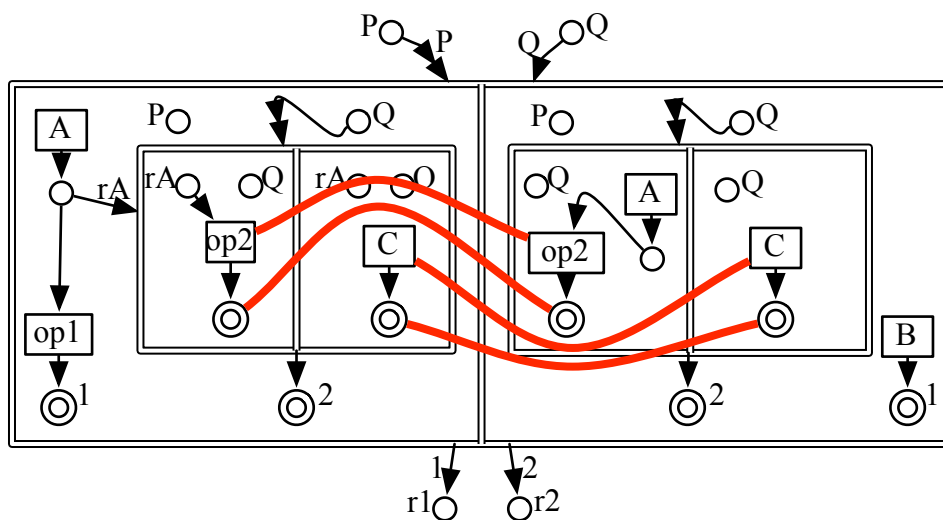 P P Q Q
A P Q P Q
rA rA Q rA Q Q A Q
op2 C op2 C
op1 B
1 2 2 1
1 2
r1 r2